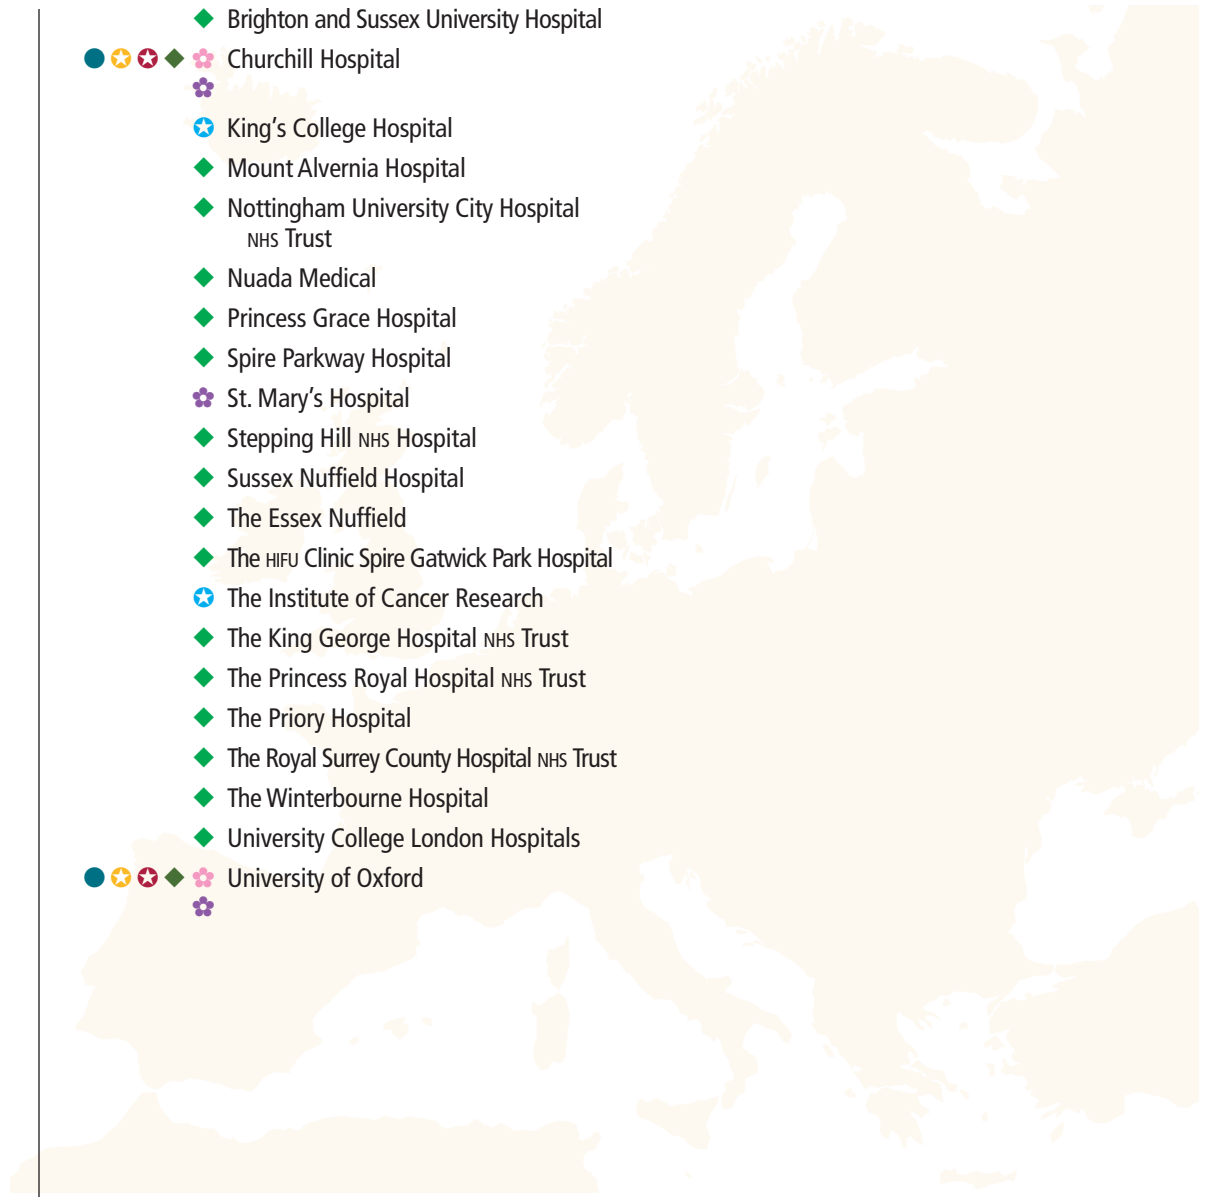 Brighton and Sussex University Hospital
Churchill Hospital
King's College Hospital
Mount Alvernia Hospital
Nottingham University City Hospital
NHS Trust
Nuada Medical
Princess Grace Hospital
Spire Parkway Hospital
St. Mary's Hospital
Stepping Hill NHS Hospital
Sussex Nuffield Hospital
The Essex Nuffield
The HIFU Clinic Spire Gatwick Park Hospital
The Institute of Cancer Research
The King George Hospital NHS Trust
The Princess Royal Hospital NHS Trust
The Priory Hospital
The Royal Surrey County Hospital NHS Trust
The Winterbourne Hospital
University College London Hospitals
University of Oxford